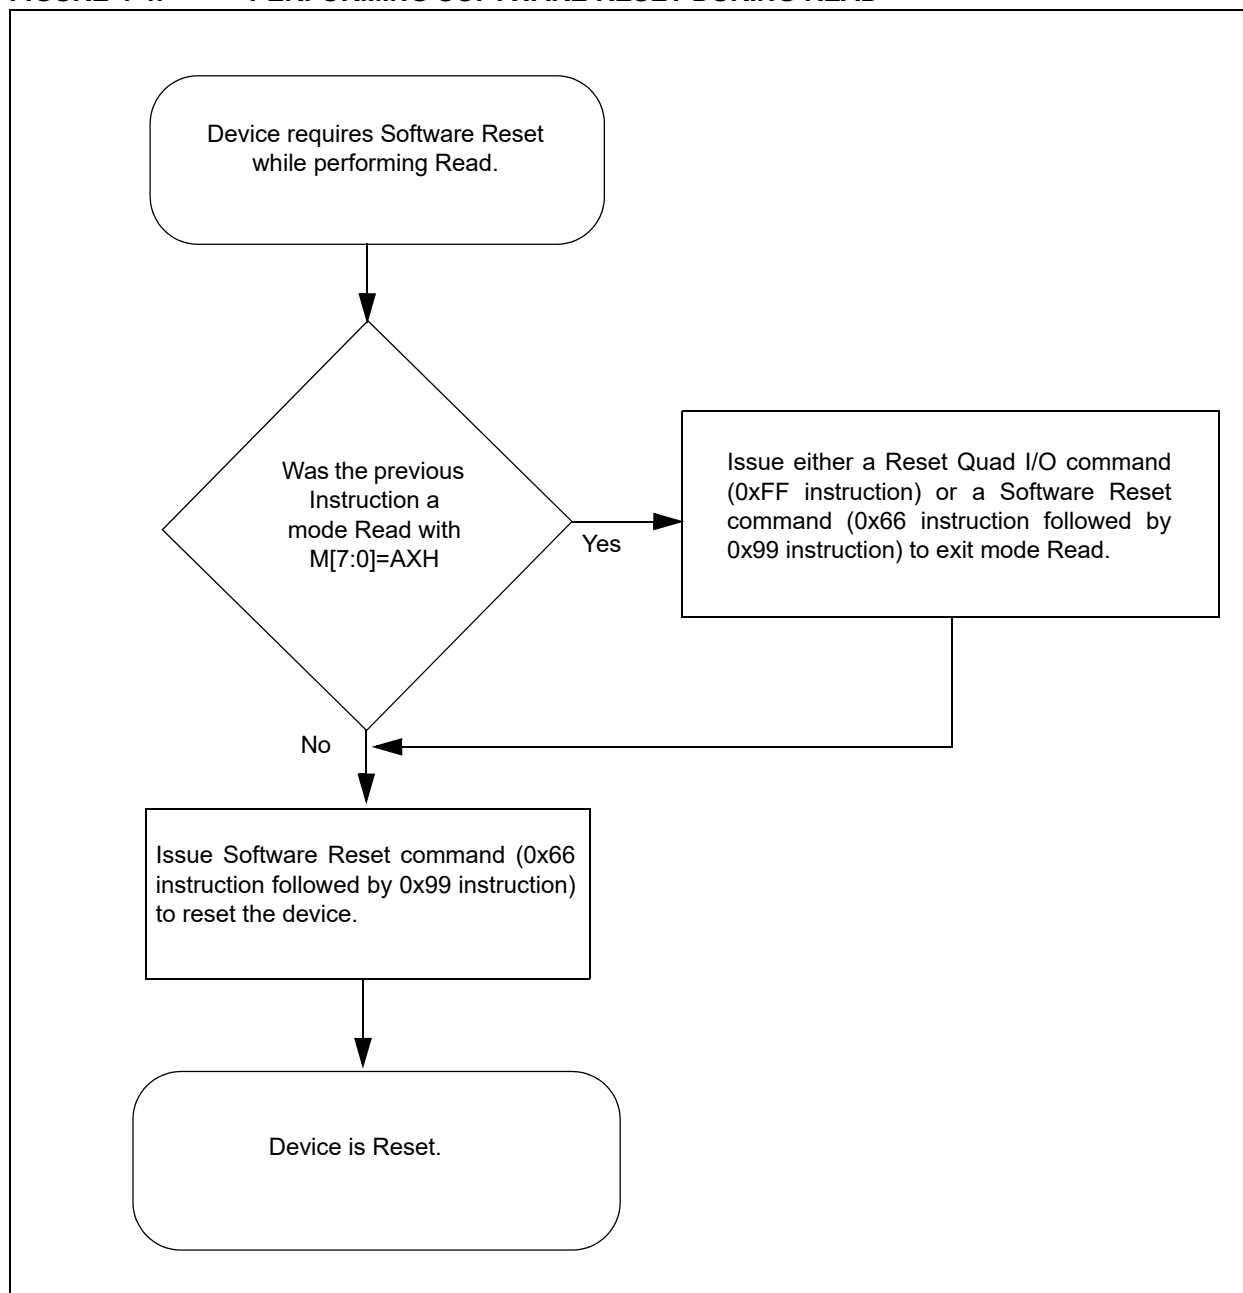 Device requires Software Reset
while performing Read.
Was the previous
Instruction a
mode Read with
M[7:0]=AXH
Yes
Issue either a Reset Quad I/O command
(0xFF instruction) or a Software Reset
command (0x66 instruction followed by
0x99 instruction) to exit mode Read.
No
Issue Software Reset command (0x66
instruction followed by 0x99 instruction)
to reset the device.
Device is Reset.